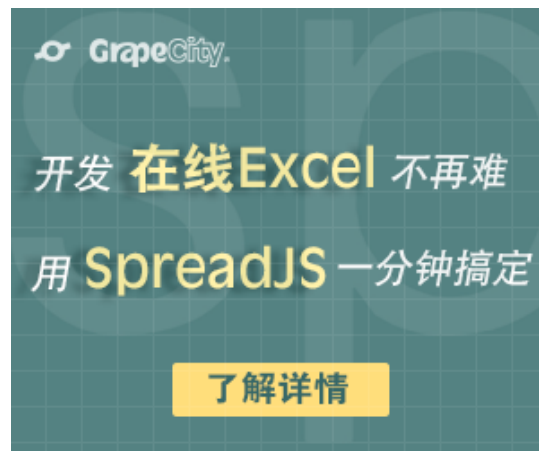 GrapeCity.
开发 在线Excel 不再难
用 SpreadJS 一分钟搞定
了解详情